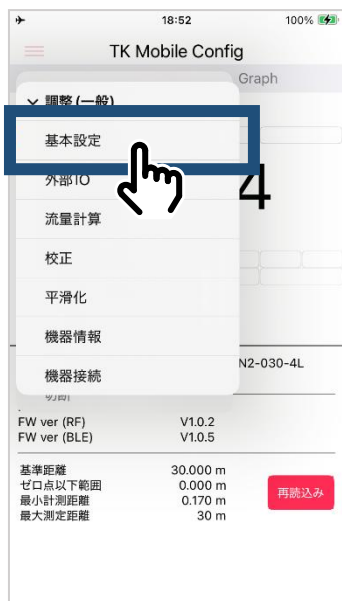 18:52
100%
TK Mobile Config
Graph
調整(一般)
基本設定
外部IO
4
流量計算
校正
平滑化
機器情報
N2-030-4L
機器接続
切断
FW ver (RF) V1.0.2
FW ver (BLE) V1.0.5
基準距離 30.000 m
ゼロ点以下範囲 0.000 m
最小計測距離 0.170 m
最大測定距離 30 m
再読込み